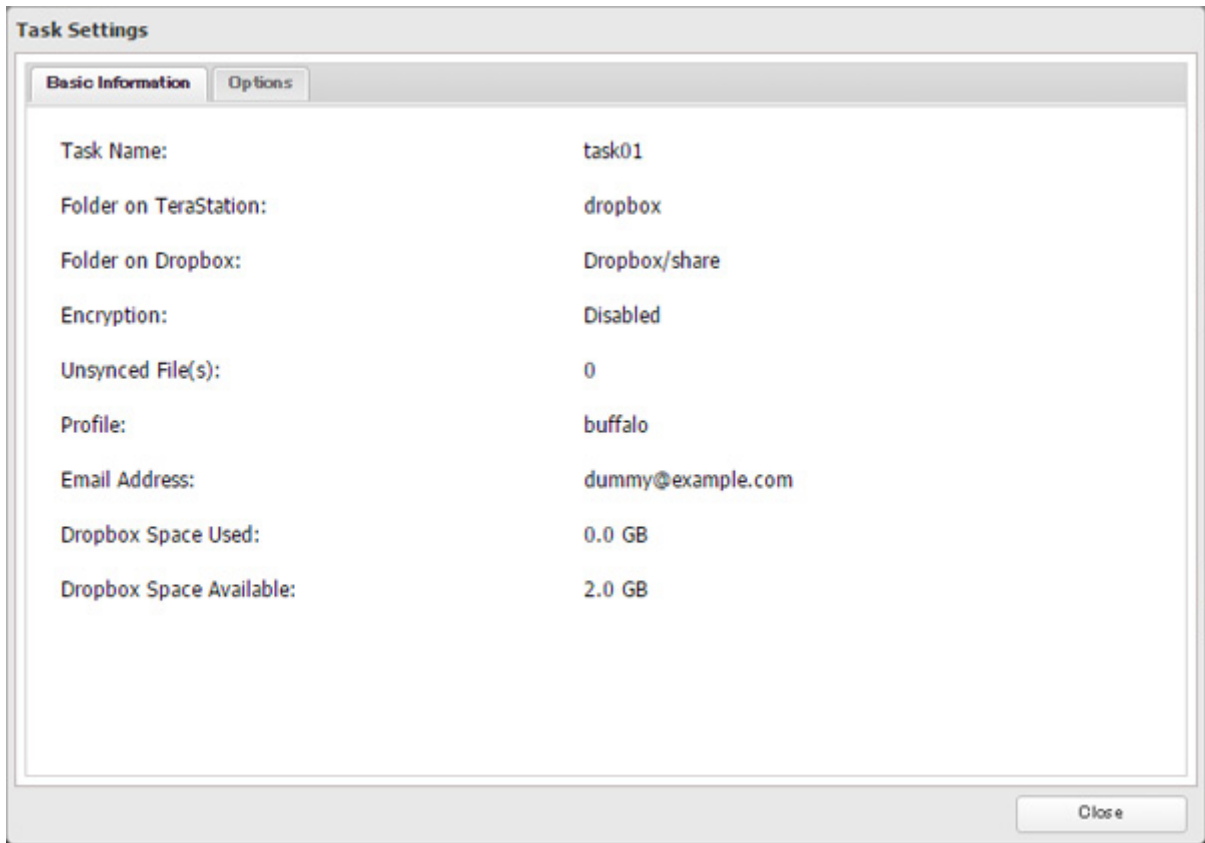 Task Settings
Basic Information Options
Task Name: task01
Folder on TeraStation: dropbox
Folder on Dropbox: Dropbox/share
Encryption: Disabled
Unsynced File(s): 0
Profile: buffalo
Email Address: dummy@example.com
Dropbox Space Used: 0.0 GB
Dropbox Space Available: 2.0 GB
Close